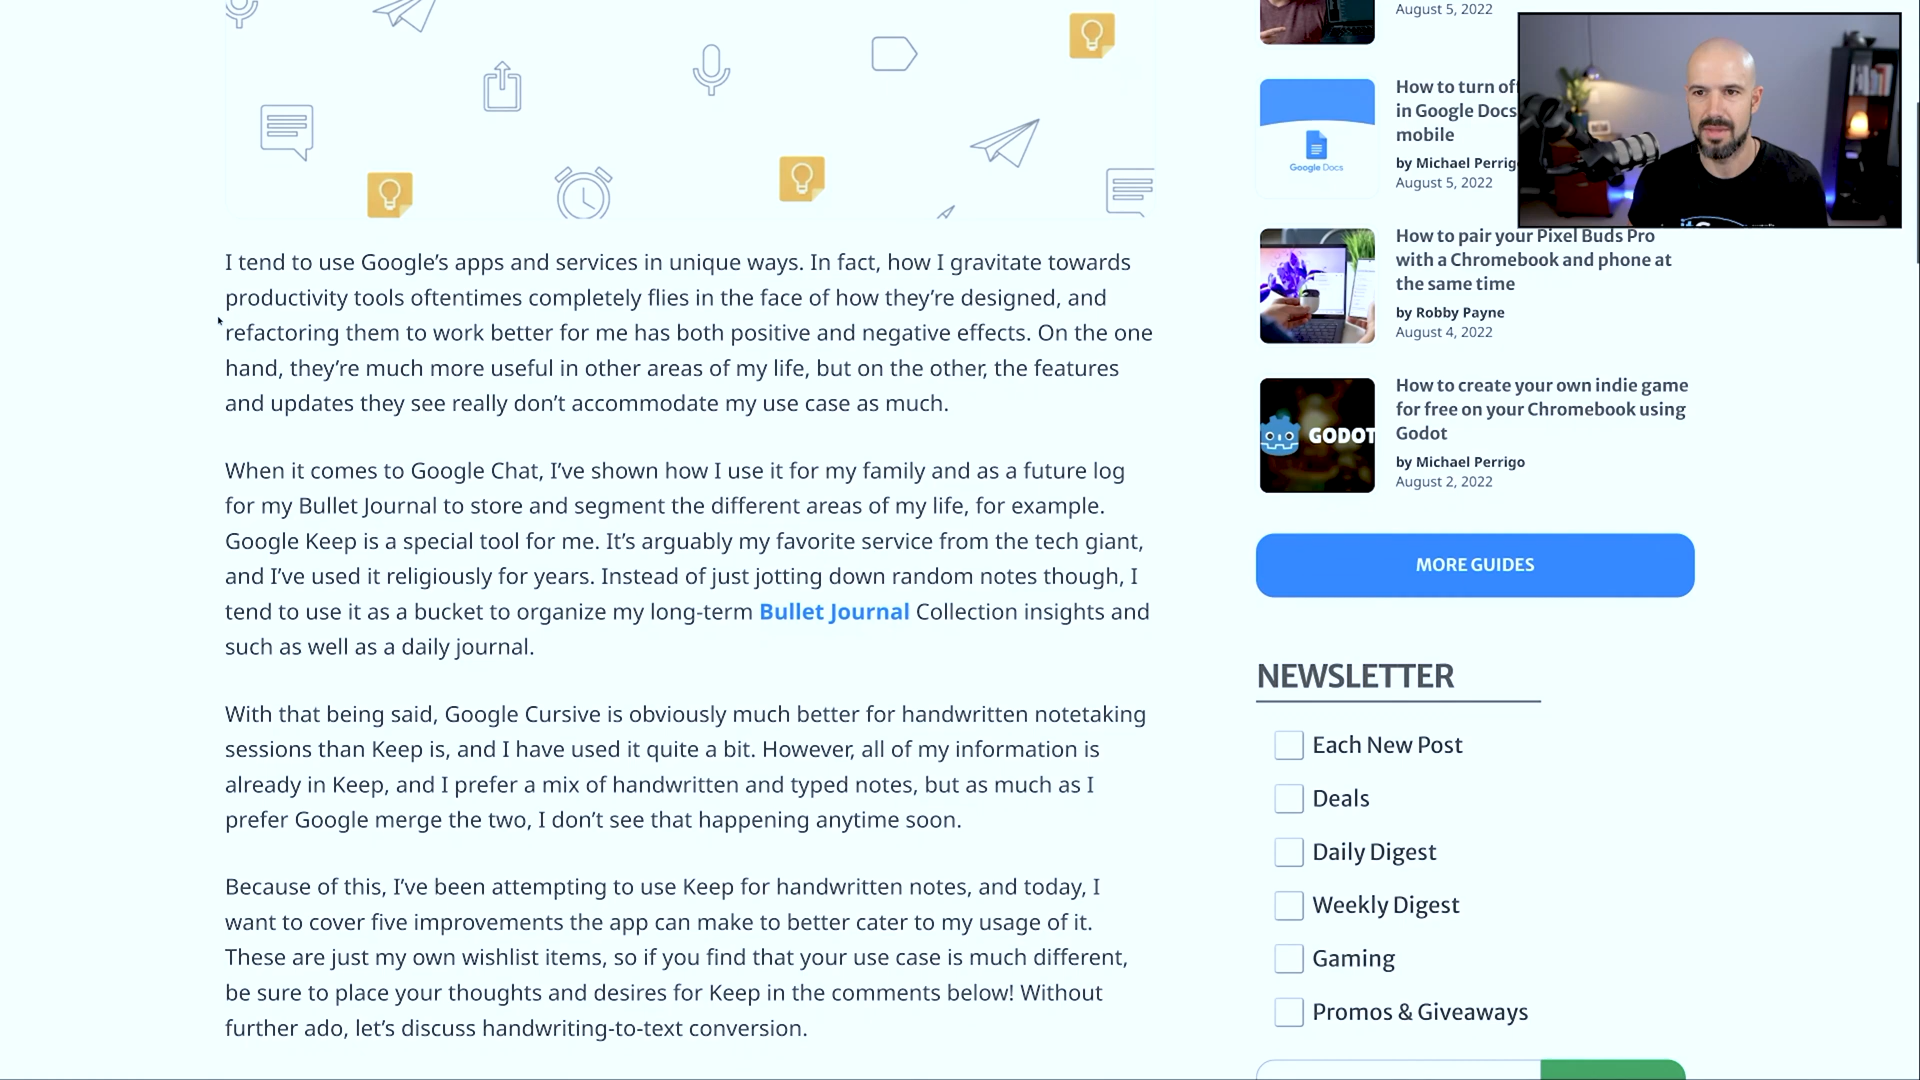 I tend to use Google’s apps and services in unique ways. In fact, how I gravitate towards
productivity tools oftentimes completely flies in the face of how they’re designed, and
refactoring them to work better for me has both positive and negative effects. On the one
hand, they’re much more useful in other areas of my life, but on the other, the features
and updates they see really don’t accommodate my use case as much.
When it comes to Google Chat, I’ve shown how I use it for my family and as a future log
for my Bullet Journal to store and segment the different areas of my life, for example.
Google Keep is a special tool for me. It’s arguably my favorite service from the tech giant,
and I’ve used it religiously for years. Instead of just jotting down random notes though, I
tend to use it as a bucket to organize my long-term Bullet Journal Collection insights and
such as well as a daily journal.
With that being said, Google Cursive is obviously much better for handwritten notetaking
sessions than Keep is, and I have used it quite a bit. However, all of my information is
already in Keep, and I prefer a mix of handwritten and typed notes, but as much as I
prefer Google merge the two, I don’t see that happening anytime soon.
Because of this, I’ve been attempting to use Keep for handwritten notes, and today, I
want to cover five improvements the app can make to better cater to my usage of it.
These are just my own wishlist items, so if you find that your use case is much different,
be sure to place your thoughts and desires for Keep in the comments below! Without
further ado, let’s discuss handwriting-to-text conversion.
August 5, 2022
Google Docs
How to turn of
in Google Docs
mobile
by Michael Perrig
August 5, 2022
How to pair your Pixel Buds Pro
with a Chromebook and phone at
the same time
by Robby Payne
August 4, 2022
GODOT
How to create your own indie game
for free on your Chromebook using
Godot
by Michael Perrigo
August 2, 2022
MORE GUIDES
NEWSLETTER
Each New Post
Deals
Daily Digest
Weekly Digest
Gaming
Promos & Giveaways